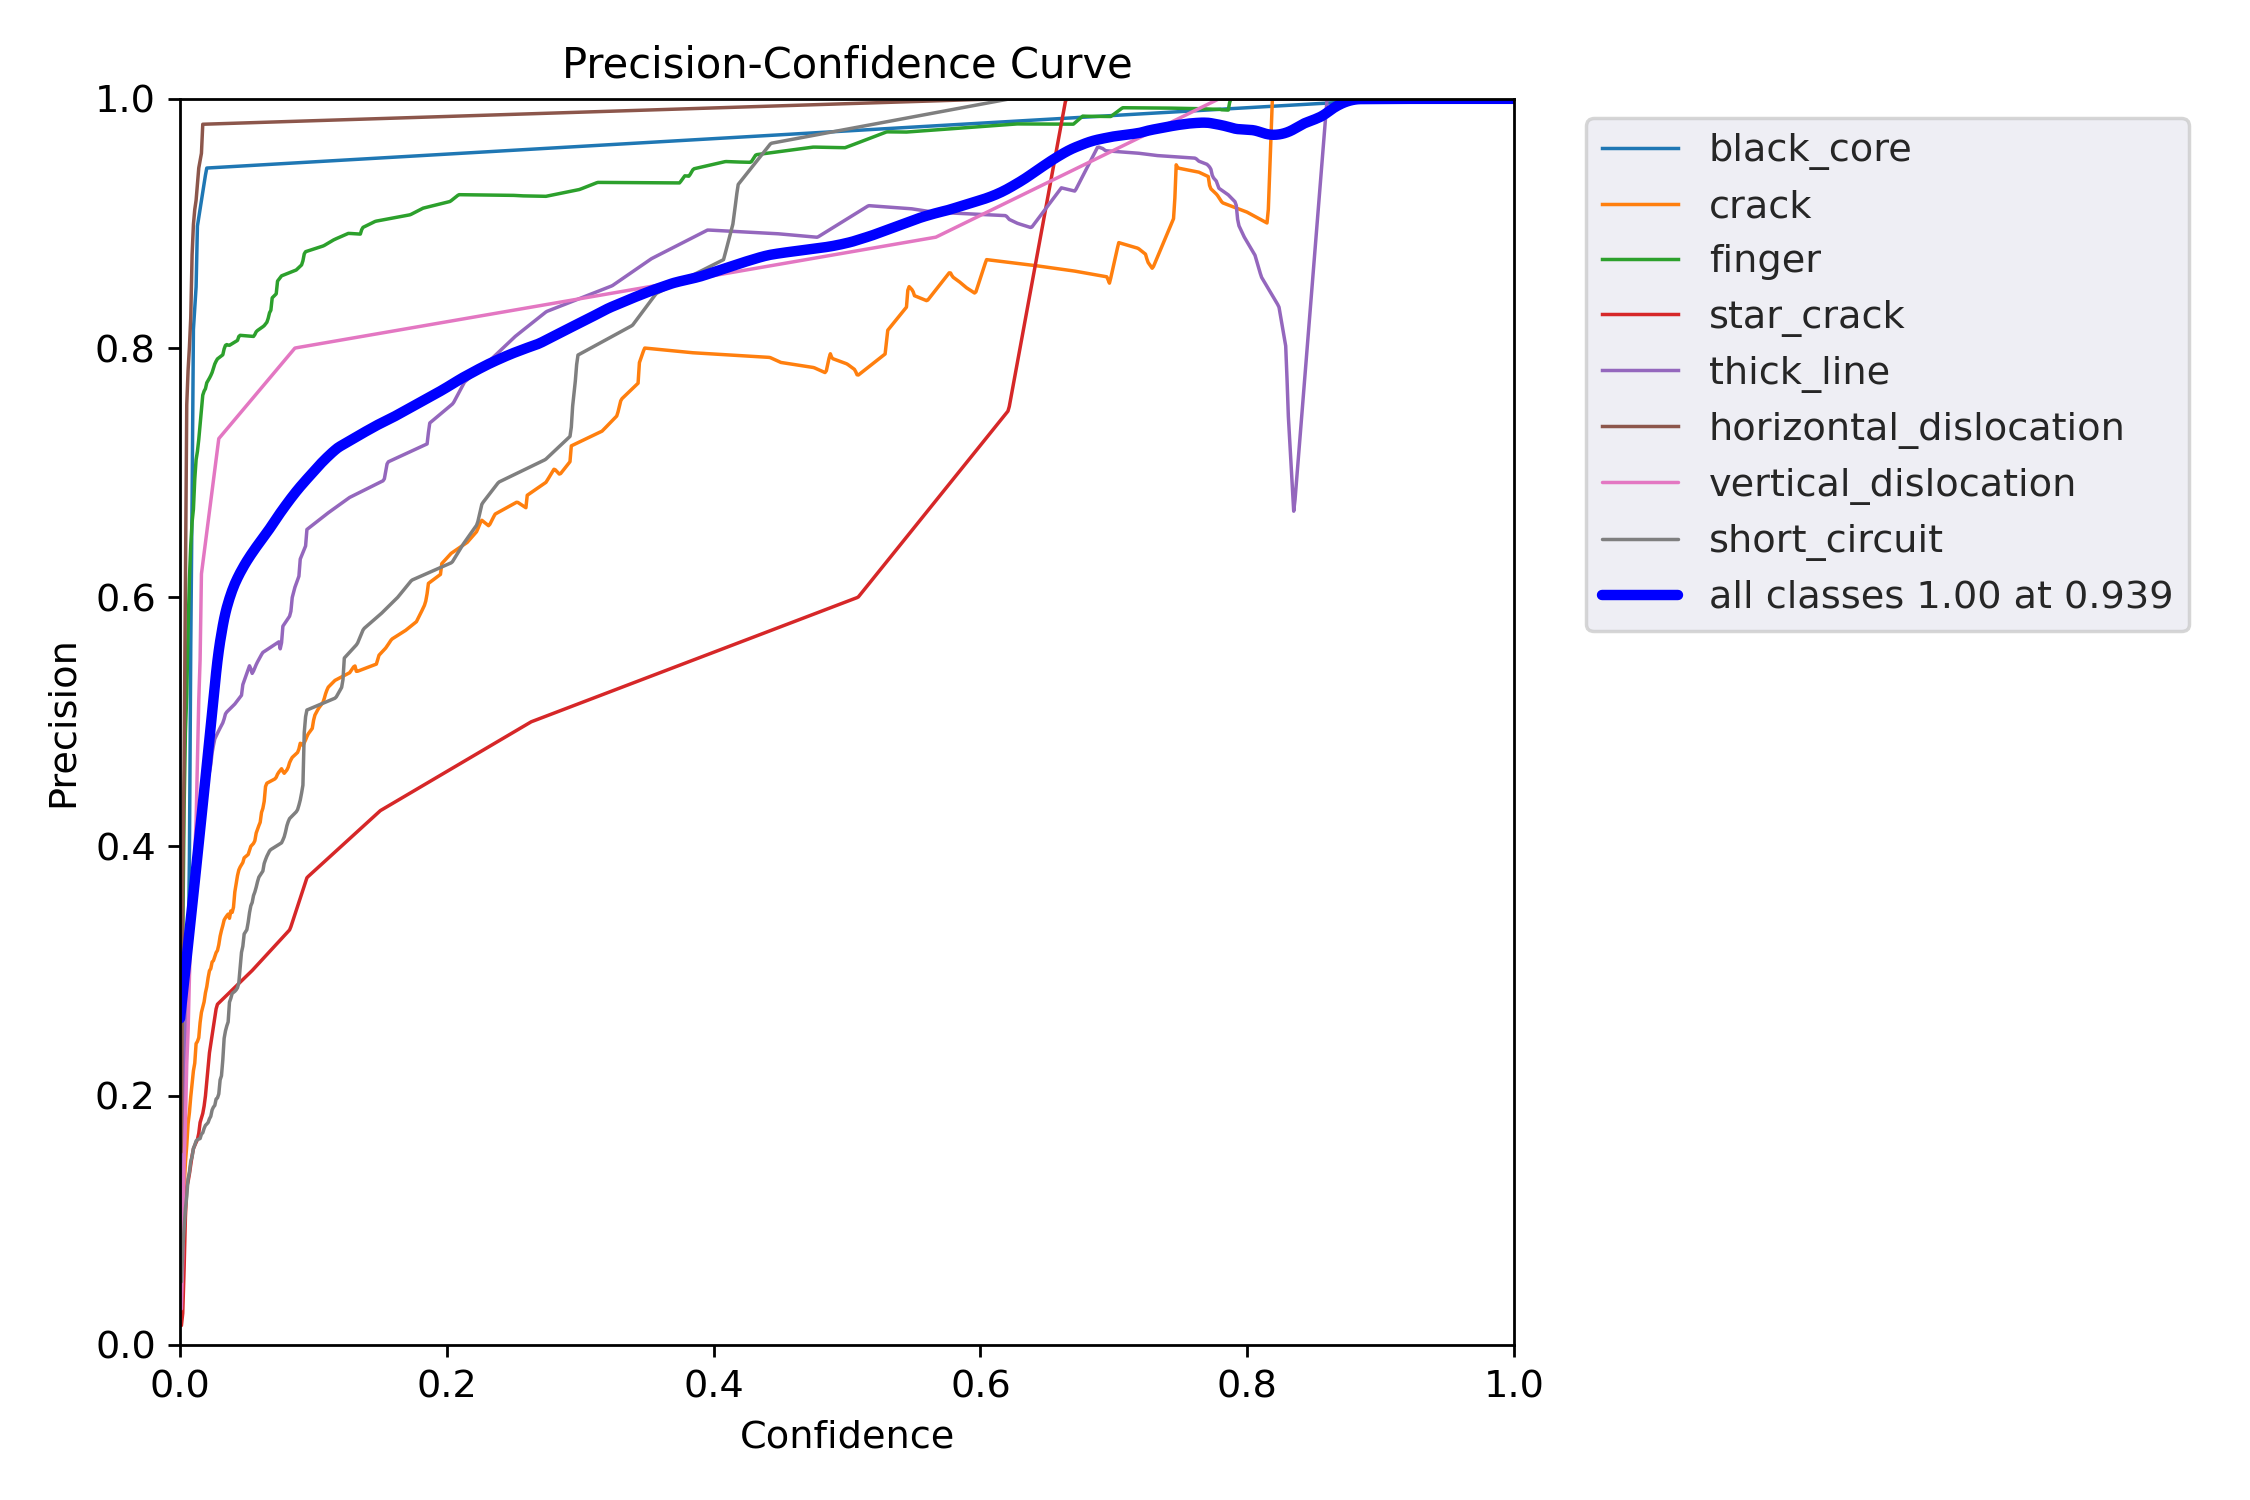 Precision-Confidence Curve
1.0
0.8
0.6
0.4
0.2
0.0
Precision
0.0 0.2 0.4 0.6 0.8 1.0
Confidence
black_core
crack
finger
star_crack
thick_line
horizontal_dislocation
vertical_dislocation
short_circuit
all classes 1.00 at 0.939